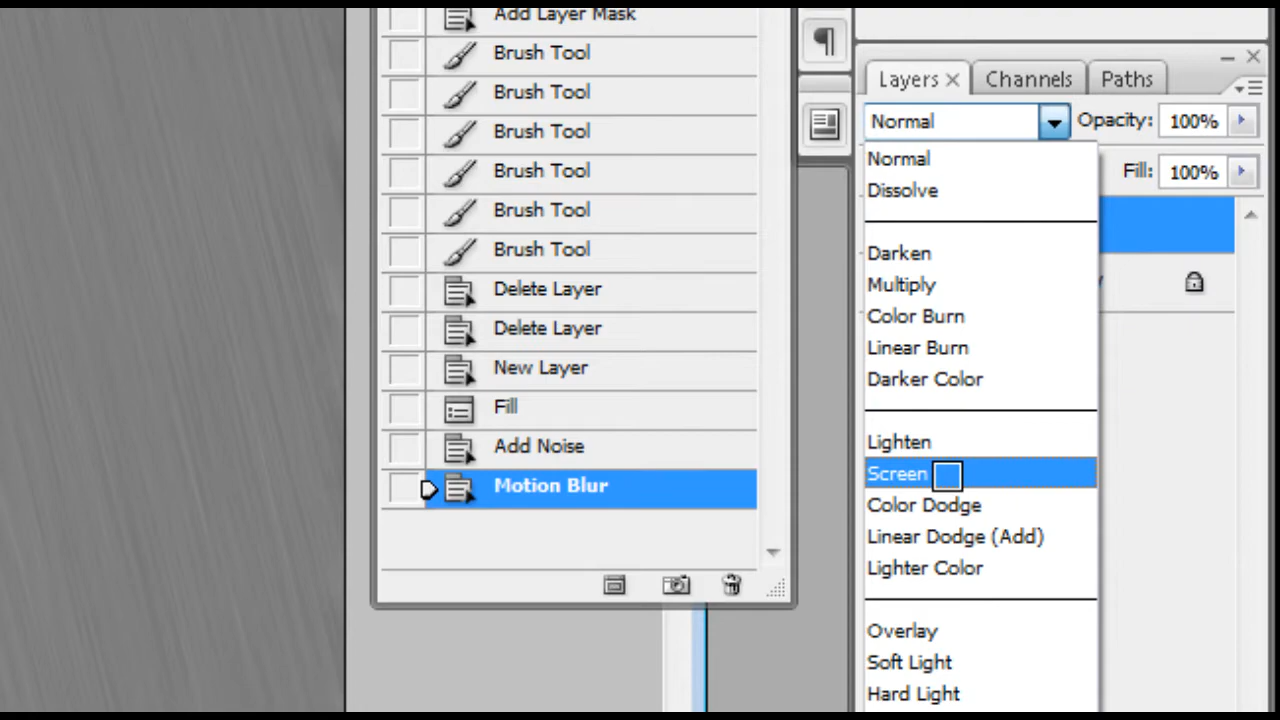 Add Layer Mask
Brush Tool
Brush Tool
Brush Tool
Brush Tool
Brush Tool
Brush Tool
Delete Layer
Delete Layer
New Layer
Fill
Add Noise
Motion Blur
Layers
Channels
Paths
Normal
Opacity: 100%
Fill: 100%
Normal
Dissolve
Darken
Multiply
Color Burn
Linear Burn
Darker Color
Lighten
Screen
Color Dodge
Linear Dodge (Add)
Lighter Color
Overlay
Soft Light
Hard Light